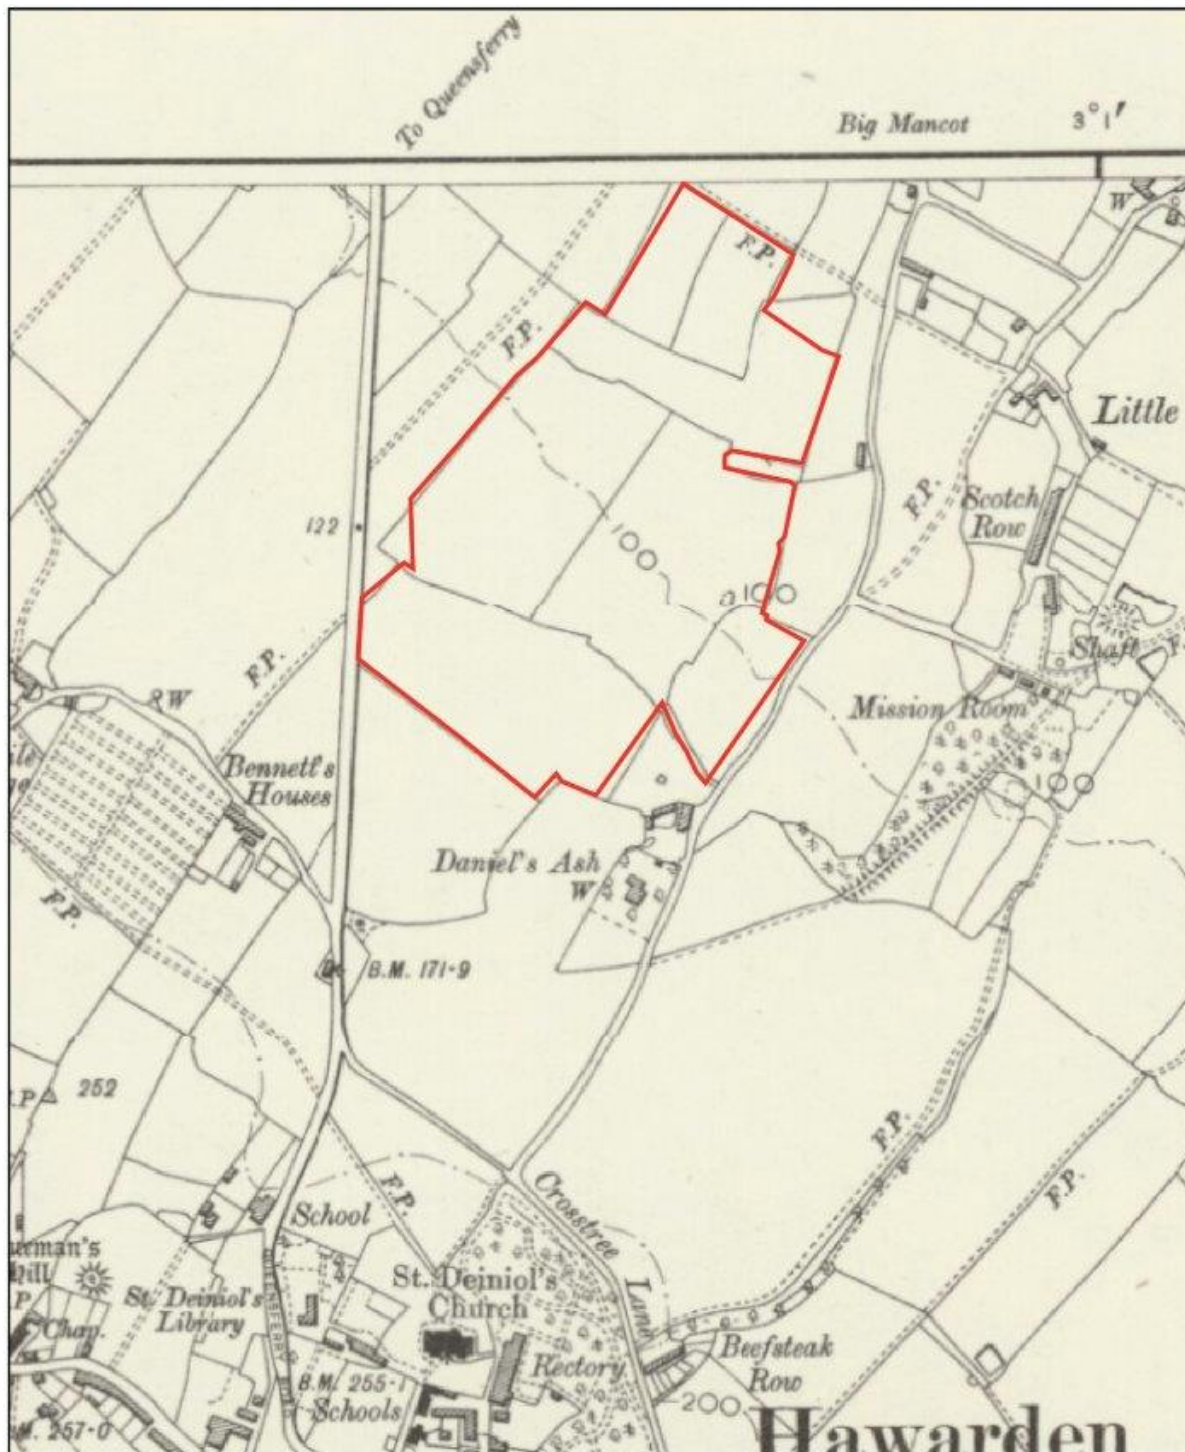 To Queensferry
Big Mancot
3° 1'
W
F.P.
F.P.
Little
122
F.P.
Scotch
Row
100
100
F.P.
Shaft
W
Mission Room
100
Bennett's
Houses
Daniel's Ash
W
F.P.
B.M. 171·9
252
F.P.
F.P.
F.P.
Crosstree
Lane
School
St. Deiniol's
Church
St. Deiniol's
Library
QUEENSFERRY
Chap.
Rectory
Beefsteak
Row
B.M. 255·1
Schools
200
257·0
Hawarden